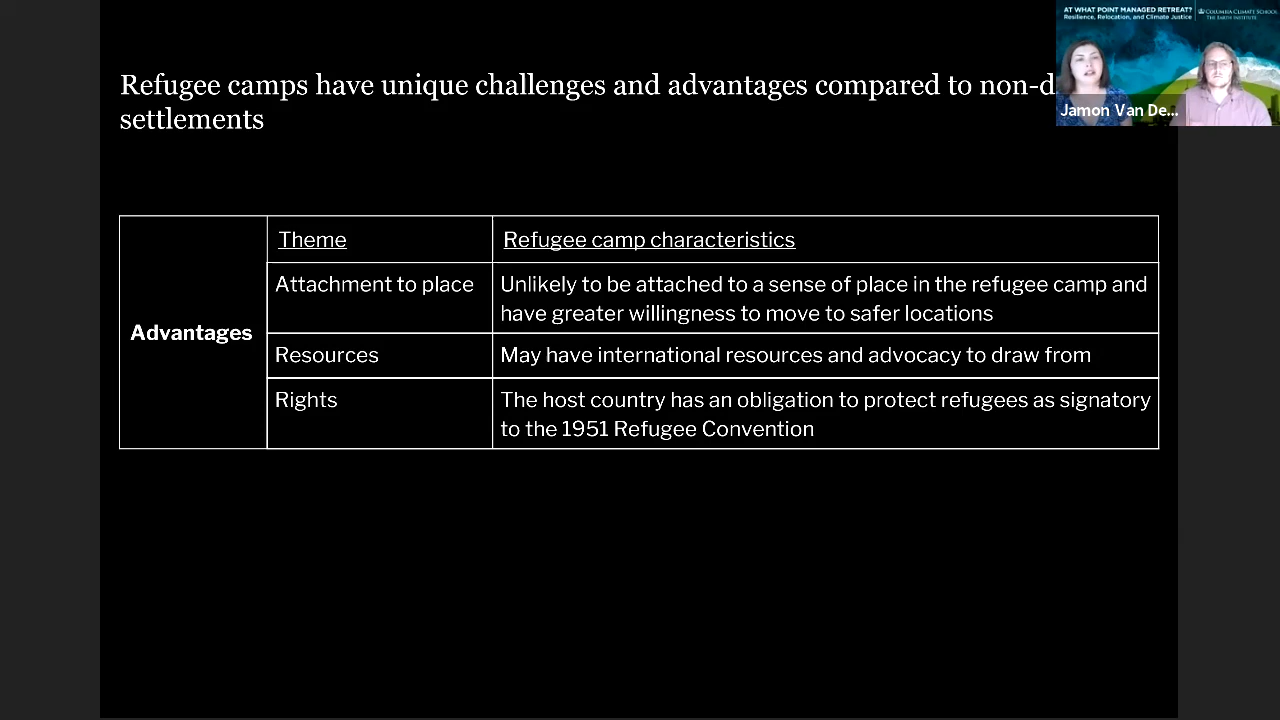 AT WHAT POINT MANAGED RETREAT?
Resilience, Relocation, and Climate Justice
COLUMBIA CLIMATE SCHOOL
THE EARTH INSTITUTE
Jamon Van De...
Refugee camps have unique challenges and advantages compared to non-d
settlements
Advantages
Theme
Refugee camp characteristics
Attachment to place
Unlikely to be attached to a sense of place in the refugee camp and
have greater willingness to move to safer locations
Resources
May have international resources and advocacy to draw from
Rights
The host country has an obligation to protect refugees as signatory
to the 1951 Refugee Convention